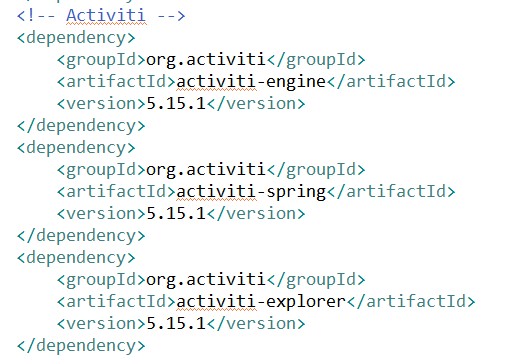 <!-- Activiti -->
<dependency>
<groupId>org.activiti</groupId>
<artifactId>activiti-engine</artifactId>
<version>5.15.1</version>
</dependency>
<dependency>
<groupId>org.activiti</groupId>
<artifactId>activiti-spring</artifactId>
<version>5.15.1</version>
</dependency>
<dependency>
<groupId>org.activiti</groupId>
<artifactId>activiti-explorer</artifactId>
<version>5.15.1</version>
</dependency>